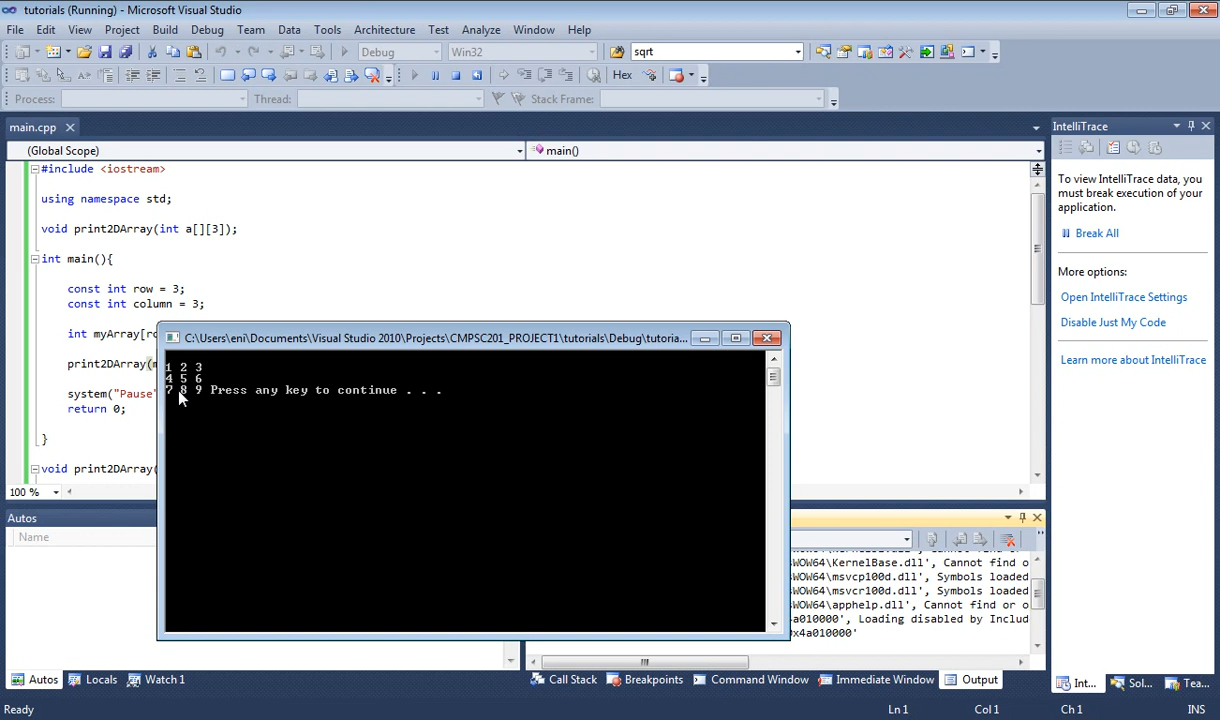 tutorials (Running) - Microsoft Visual Studio
File Edit View Project Build Debug Team Data Tools Architecture Test Analyze Window Help
Debug Win32 sqrt
Hex
Process: Thread: Stack Frame:
main.cpp
(Global Scope) main()
#include <iostream>
using namespace std;
void print2DArray(int a[][3]);
int main(){
const int row = 3;
const int column = 3;
int myArray[ro
print2DArray(m
system("Pause"
return 0;
}
void print2DArray(
100 %
C:\Users\eni\Documents\Visual Studio 2010\Projects\CMPSC201_PROJECT1\tutorials\Debug\tutoria...
1 2 3
4 5 6
7 8 9 Press any key to continue . . .
IntelliTrace
To view IntelliTrace data, you
must break execution of your
application.
Break All
More options:
Open IntelliTrace Settings
Disable Just My Code
Learn more about IntelliTrace
Autos
Name
WOW64\KernelBase.dll', Cannot find o
WOW64\msvcp100d.dll', Symbols loaded
WOW64\msvcr100d.dll', Symbols loaded
WOW64\apphelp.dll', Cannot find or o
4a010000', Loading disabled by Includ
0x4a010000'
Autos Locals Watch 1 Call Stack Breakpoints Command Window Immediate Window Output Int... Sol... Tea...
Ready Ln 1 Col 1 Ch 1 INS